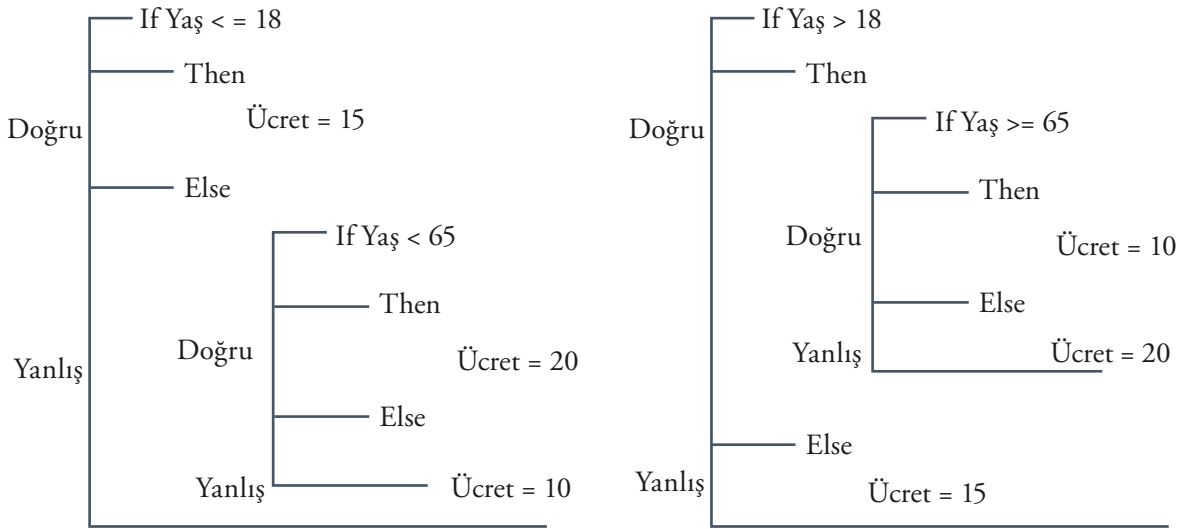 If Yaş < = 18
Then
Ücret = 15
Doğru
Else
If Yaş < 65
Then
Doğru
Ücret = 20
Yanlış
Else
Yanlış
Ücret = 10
If Yaş > 18
Then
Doğru
If Yaş >= 65
Then
Doğru
Ücret = 10
Else
Yanlış
Ücret = 20
Else
Yanlış
Ücret = 15